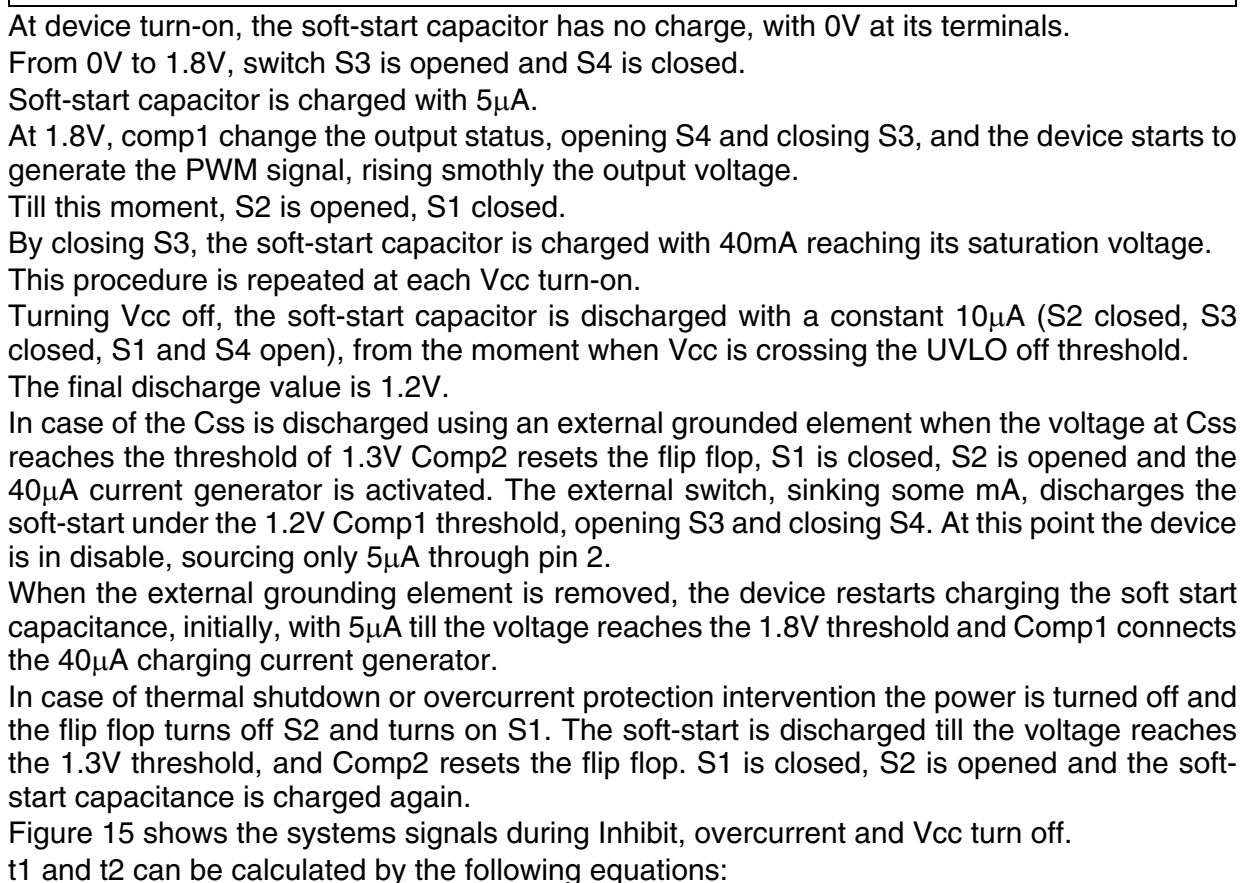 At device turn-on, the soft-start capacitor has no charge, with 0V at its terminals.
From 0V to 1.8V, switch S3 is opened and S4 is closed.
Soft-start capacitor is charged with 5μA.
At 1.8V, comp1 change the output status, opening S4 and closing S3, and the device starts to
generate the PWM signal, rising smothly the output voltage.
Till this moment, S2 is opened, S1 closed.
By closing S3, the soft-start capacitor is charged with 40mA reaching its saturation voltage.
This procedure is repeated at each Vcc turn-on.
Turning Vcc off, the soft-start capacitor is discharged with a constant 10μA (S2 closed, S3
closed, S1 and S4 open), from the moment when Vcc is crossing the UVLO off threshold.
The final discharge value is 1.2V.
In case of the Css is discharged using an external grounded element when the voltage at Css
reaches the threshold of 1.3V Comp2 resets the flip flop, S1 is closed, S2 is opened and the
40μA current generator is activated. The external switch, sinking some mA, discharges the
soft-start under the 1.2V Comp1 threshold, opening S3 and closing S4. At this point the device
is in disable, sourcing only 5μA through pin 2.
When the external grounding element is removed, the device restarts charging the soft start
capacitance, initially, with 5μA till the voltage reaches the 1.8V threshold and Comp1 connects
the 40μA charging current generator.
In case of thermal shutdown or overcurrent protection intervention the power is turned off and
the flip flop turns off S2 and turns on S1. The soft-start is discharged till the voltage reaches
the 1.3V threshold, and Comp2 resets the flip flop. S1 is closed, S2 is opened and the soft-
start capacitance is charged again.
Figure 15 shows the systems signals during Inhibit, overcurrent and Vcc turn off.
t1 and t2 can be calculated by the following equations: